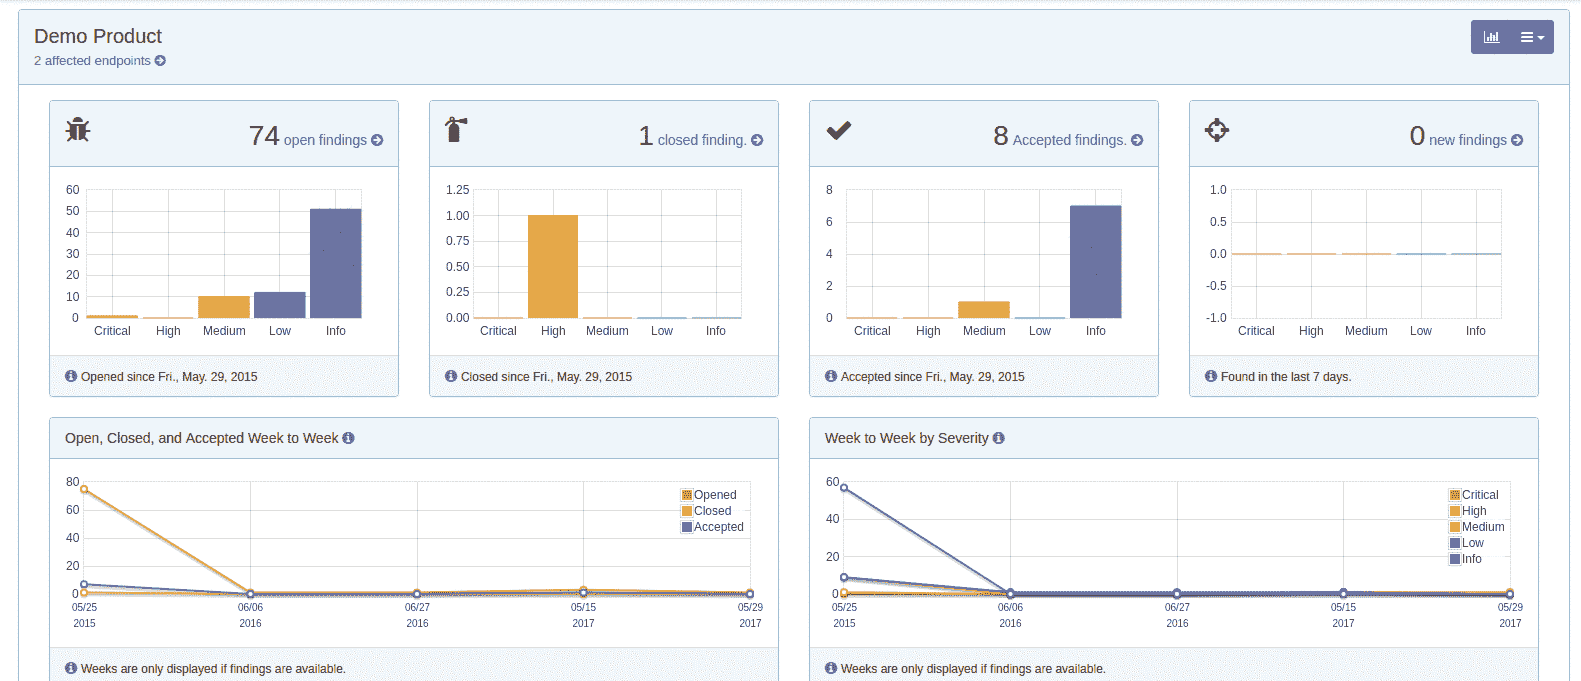 Demo Product
2 affected endpoints
74 open findings
60
50
40
30
20
10
0
Critical High Medium Low Info
Opened since Fri., May. 29, 2015
1 closed finding.
1.25
1.00
0.75
0.50
0.25
0.00
Critical High Medium Low Info
Closed since Fri., May. 29, 2015
8 Accepted findings.
8
6
4
2
0
Critical High Medium Low Info
Accepted since Fri., May. 29, 2015
0 new findings
1.0
0.5
0.0
-0.5
-1.0
Critical High Medium Low Info
Found in the last 7 days.
Open, Closed, and Accepted Week to Week
80
60
40
20
0
Opened
Closed
Accepted
05/25 06/06 06/27 05/15 05/29
2015 2016 2016 2017 2017
Weeks are only displayed if findings are available.
Week to Week by Severity
60
40
20
0
Critical
High
Medium
Low
Info
05/25 06/06 06/27 05/15 05/29
2015 2016 2016 2017 2017
Weeks are only displayed if findings are available.